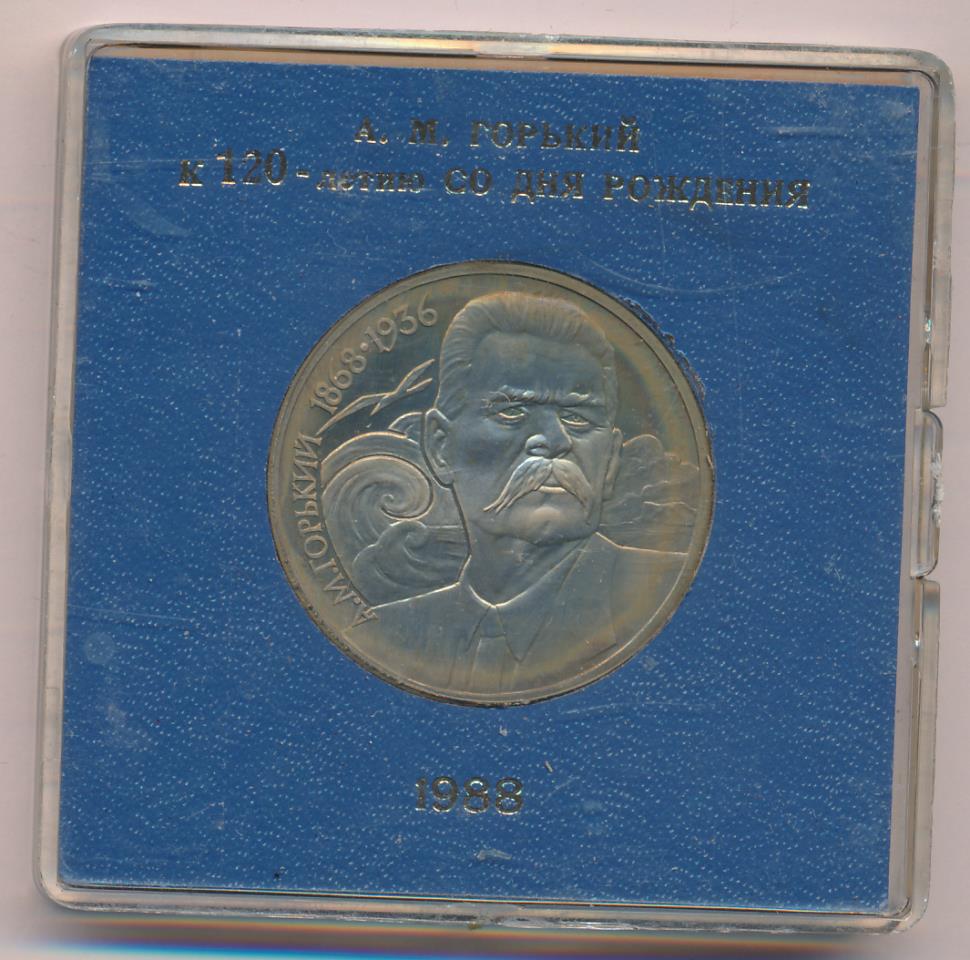 А. М. ГОРЬКИЙ
К 120-летию СО ДНЯ РОЖДЕНИЯ
А.М.ГОРЬКИЙ 1868·1936
1988